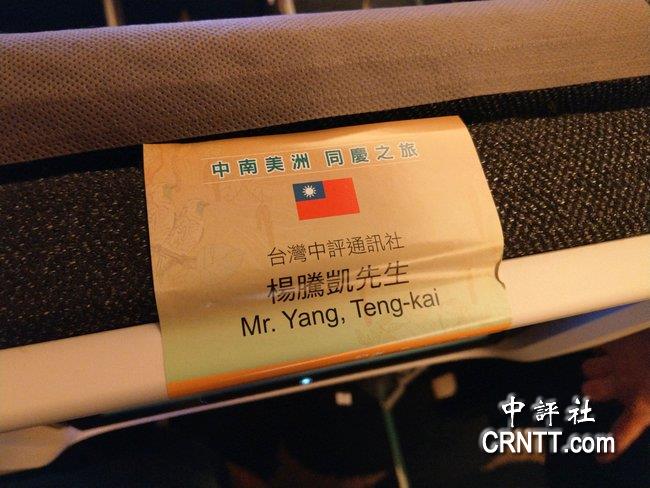 中南美洲 同慶之旅
台灣中評通訊社
楊騰凱先生
Mr. Yang, Teng-kai
中評社
CRNTT.com